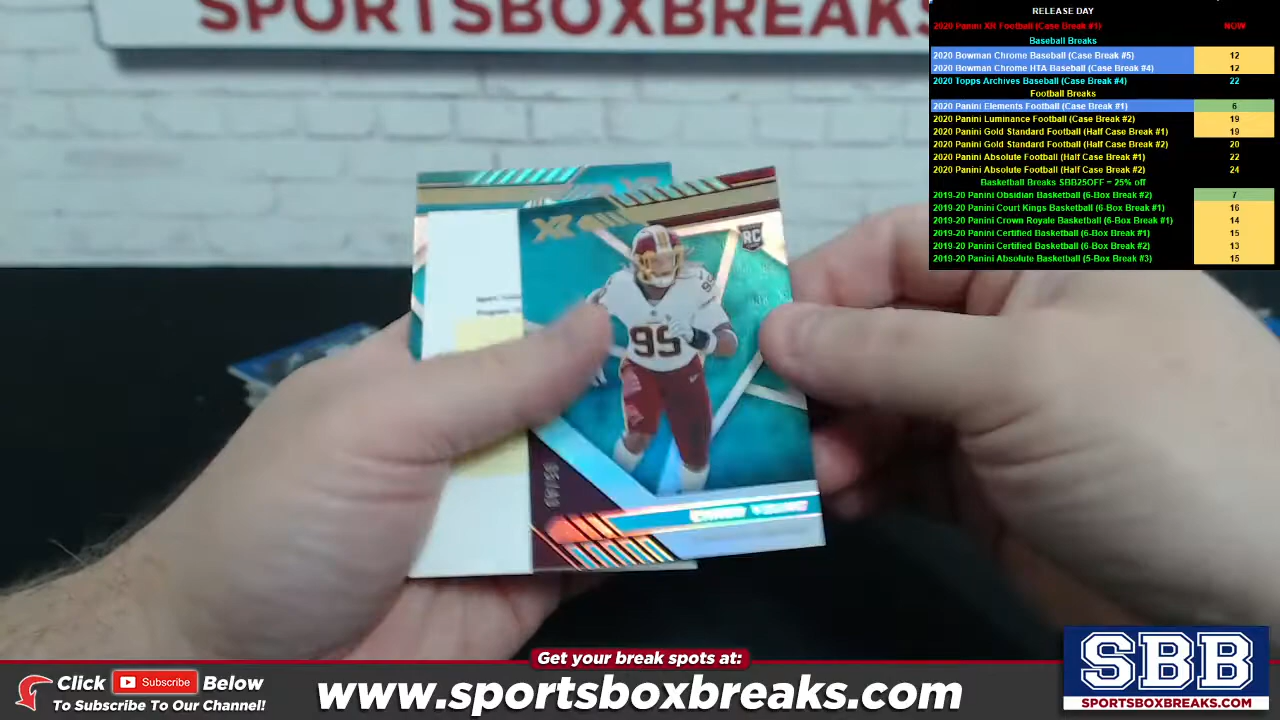 SPORTSBOXBREAKS
RELEASE DAY
2020 Panini XR Football (Case Break #1) NOW
Baseball Breaks
2020 Bowman Chrome Baseball (Case Break #5) 12
2020 Bowman Chrome HTA Baseball (Case Break #4) 12
2020 Topps Archives Baseball (Case Break #4) 22
Football Breaks
2020 Panini Elements Football (Case Break #1) 6
2020 Panini Luminance Football (Case Break #2) 19
2020 Panini Gold Standard Football (Half Case Break #1) 19
2020 Panini Gold Standard Football (Half Case Break #2) 20
2020 Panini Absolute Football (Half Case Break #1) 22
2020 Panini Absolute Football (Half Case Break #2) 24
Basketball Breaks SBB25OFF = 25% off
2019-20 Panini Obsidian Basketball (6-Box Break #2) 7
2019-20 Panini Court Kings Basketball (6-Box Break #1) 16
2019-20 Panini Crown Royale Basketball (6-Box Break #1) 14
2019-20 Panini Certified Basketball (6-Box Break #1) 15
2019-20 Panini Certified Basketball (6-Box Break #2) 13
2019-20 Panini Absolute Basketball (5-Box Break #3) 15
XR
RC
95
CHASE YOUNG
Get your break spots at:
Click Subscribe Below
To Subscribe To Our Channel!
www.sportsboxbreaks.com
SBB
SPORTSBOXBREAKS.COM